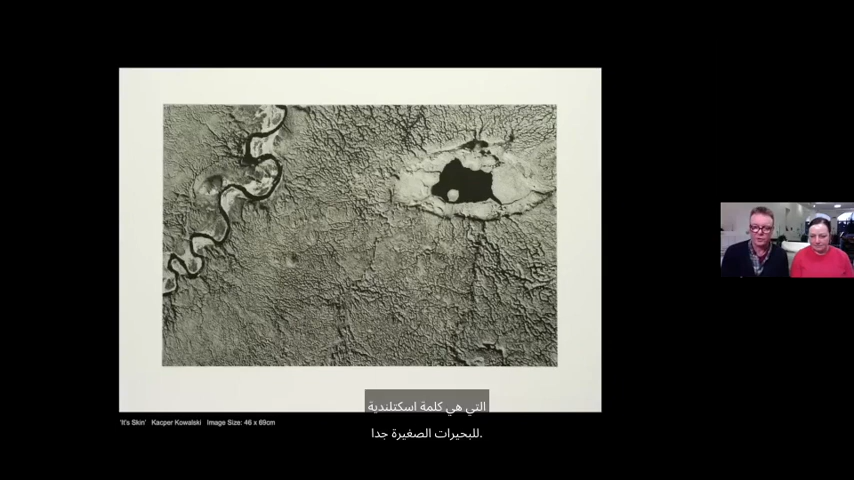 'It's Skin' Kacper Kowalski Image Size: 46 x 69cm
التي هي كلمة اسكتلندية
للبحيرات الصغيرة جدا.